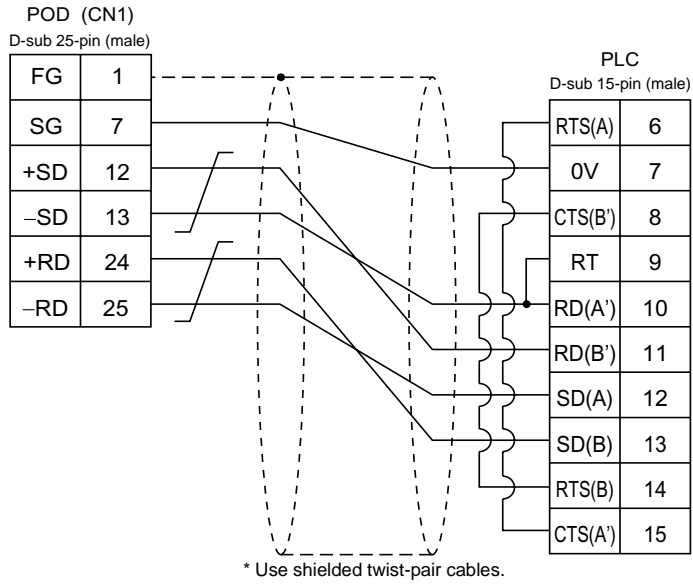 POD (CN1)
D-sub 25-pin (male)
FG 1
SG 7
+SD 12
−SD 13
+RD 24
−RD 25
PLC
D-sub 15-pin (male)
RTS(A) 6
0V 7
CTS(B’) 8
RT 9
RD(A’) 10
RD(B’) 11
SD(A) 12
SD(B) 13
RTS(B) 14
CTS(A’) 15
* Use shielded twist-pair cables.